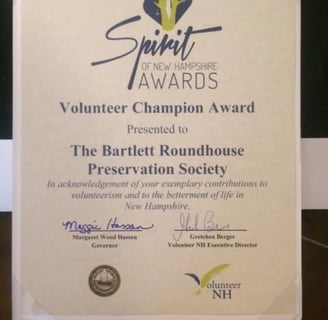 Spirit
OF NEW HAMPSHIRE
AWARDS
Volunteer Champion Award
Presented to
The Bartlett Roundhouse
Preservation Society
In acknowledgement of your exemplary contributions to
volunteerism and to the betterment of life in
New Hampshire.
Maggie Hassan
Margaret Wood Hassan Gretchen Berger
Governor Volunteer NH Executive Director
Volunteer
NH